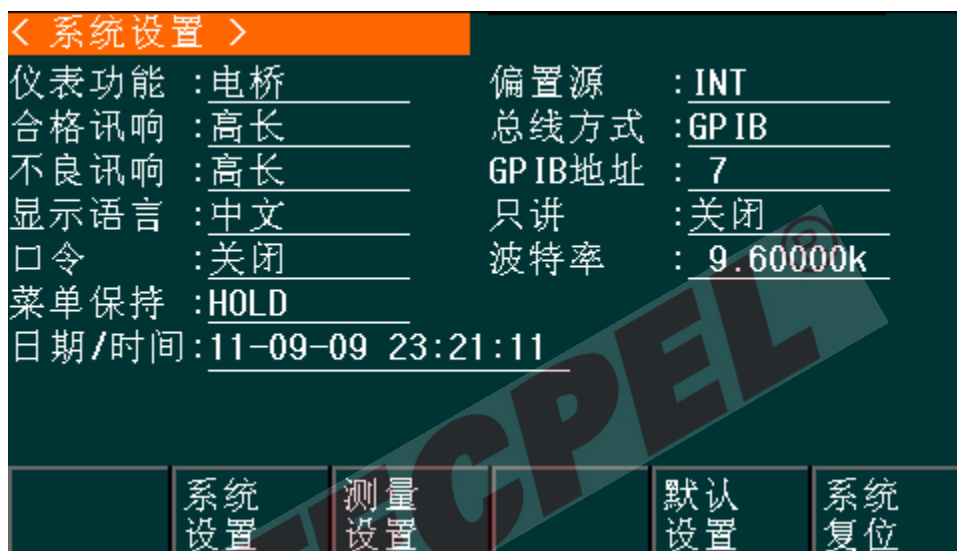 < 系统设置 >
仪表功能 :电桥 偏置源 : INT
合格讯响 :高长 总线方式 :GPIB
不良讯响 :高长 GPIB地址 : 7
显示语言 :中文 只讲 :关闭
口令 :关闭 波特率 : 9.60000k
菜单保持 :HOLD
日期/时间:11-09-09 23:21:11
系统设置 测量设置 默认设置 系统复位
TECPEL®